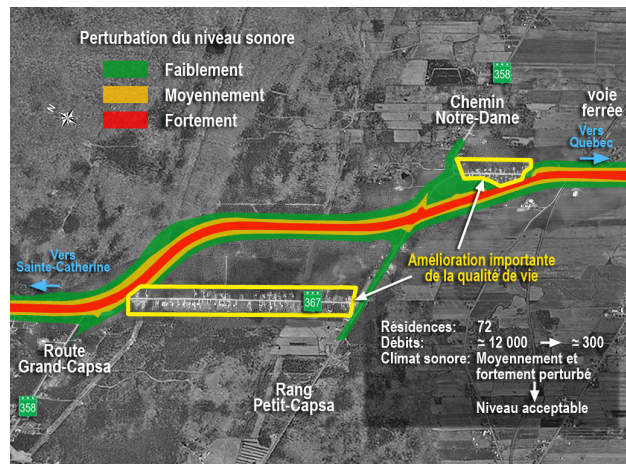 Perturbation du niveau sonore
Faiblement
Moyennement
Fortement
N
358
Chemin
Notre-Dame
voie
ferrée
Vers
Québec
Vers
Sainte-Catherine
Amélioration importante
de la qualité de vie
367
Route
Grand-Capsa
358
Rang
Petit-Capsa
Résidences: 72
Débits: ≃ 12 000 ≃ 300
Climat sonore: Moyennement et
fortement perturbé
Niveau acceptable